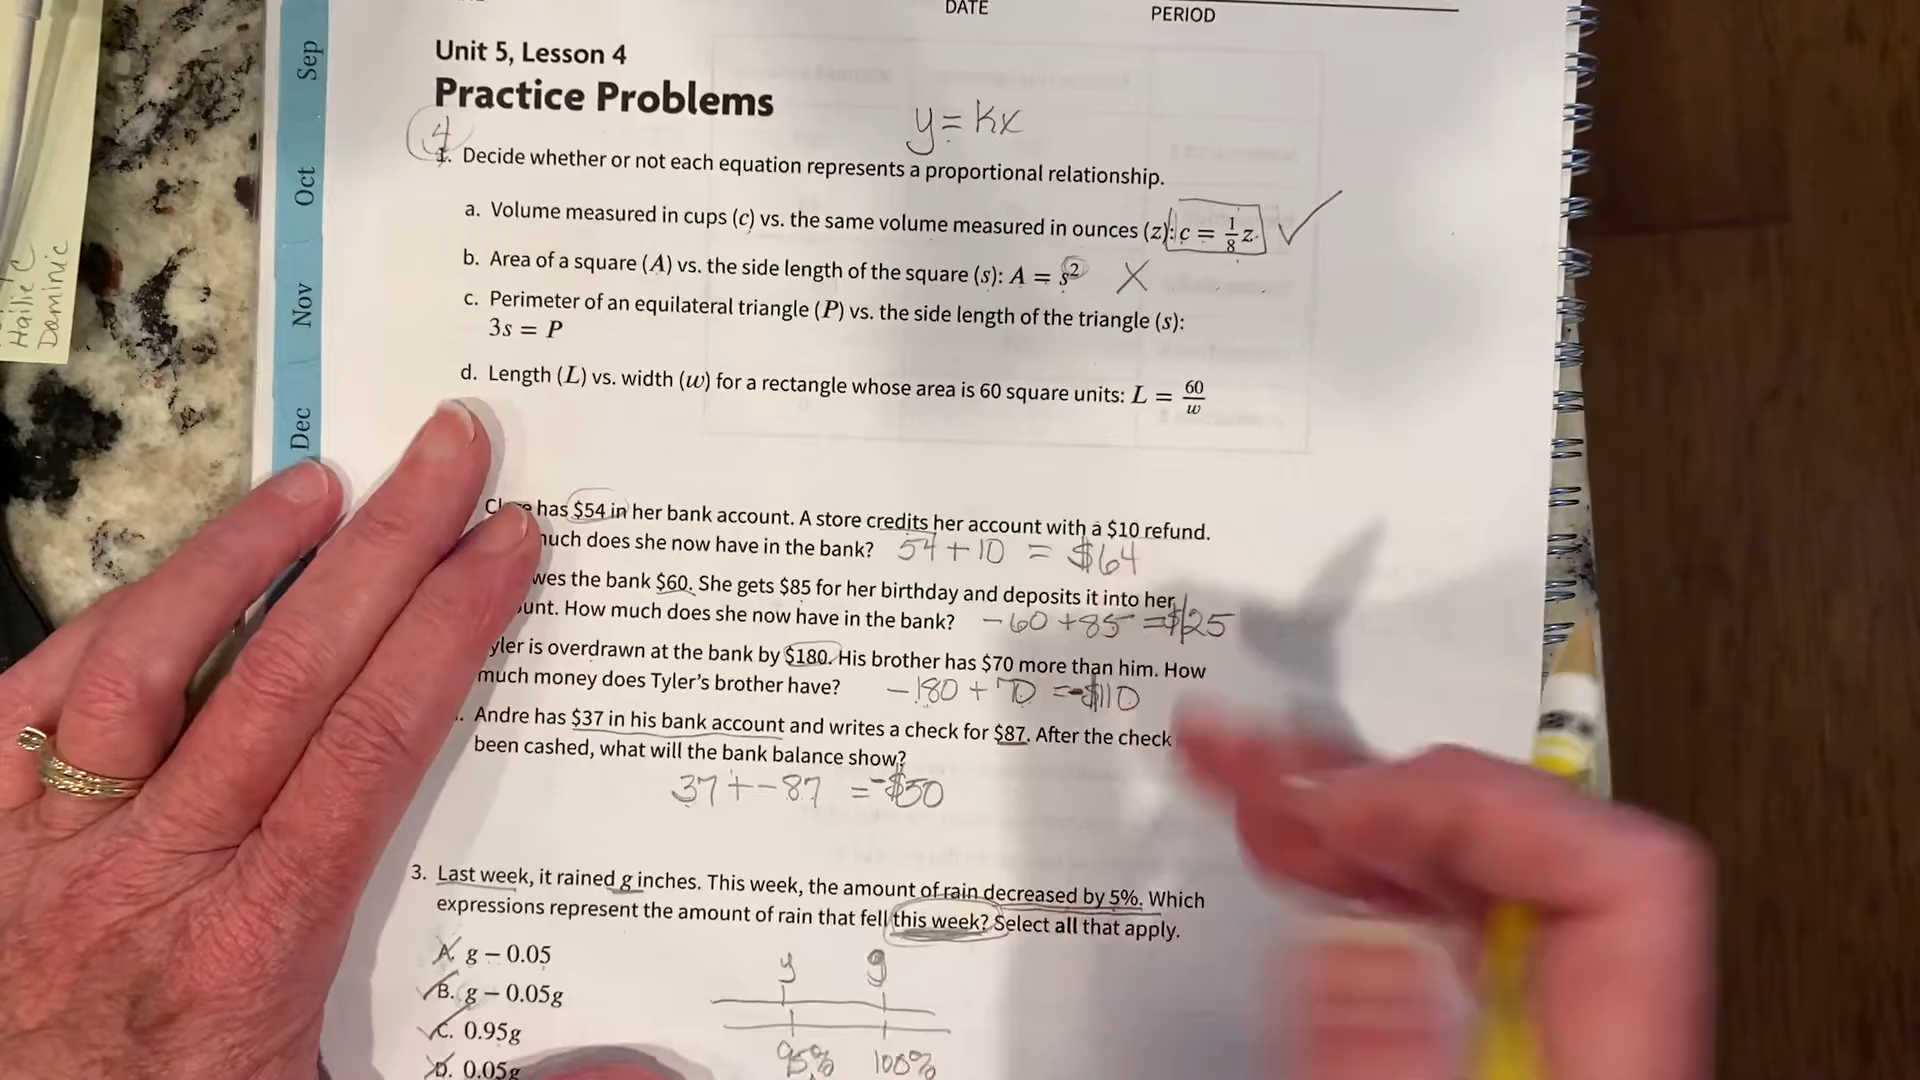 DATE
PERIOD
Sep
Oct
Nov
Dec
Hailie C
Dominic
Unit 5, Lesson 4
Practice Problems
y = kx
4
1. Decide whether or not each equation represents a proportional relationship.
a. Volume measured in cups (c) vs. the same volume measured in ounces (z): c = 1/8 z.
b. Area of a square (A) vs. the side length of the square (s): A = s²
c. Perimeter of an equilateral triangle (P) vs. the side length of the triangle (s):
3s = P
d. Length (L) vs. width (w) for a rectangle whose area is 60 square units: L = 60/w
has $54 in her bank account. A store credits her account with a $10 refund.
much does she now have in the bank? 54 + 10 = $64
the bank $60. She gets $85 for her birthday and deposits it into her
How much does she now have in the bank? -60 + 85 = $25
is overdrawn at the bank by $180. His brother has $70 more than him. How
much money does Tyler's brother have? -180 + 70 = -$110
Andre has $37 in his bank account and writes a check for $87. After the check
been cashed, what will the bank balance show?
37 + -87 = -$50
3. Last week, it rained g inches. This week, the amount of rain decreased by 5%. Which
expressions represent the amount of rain that fell this week? Select all that apply.
A. g - 0.05
B. g - 0.05g
C. 0.95g
D. 0.05g
y g
95% 100%